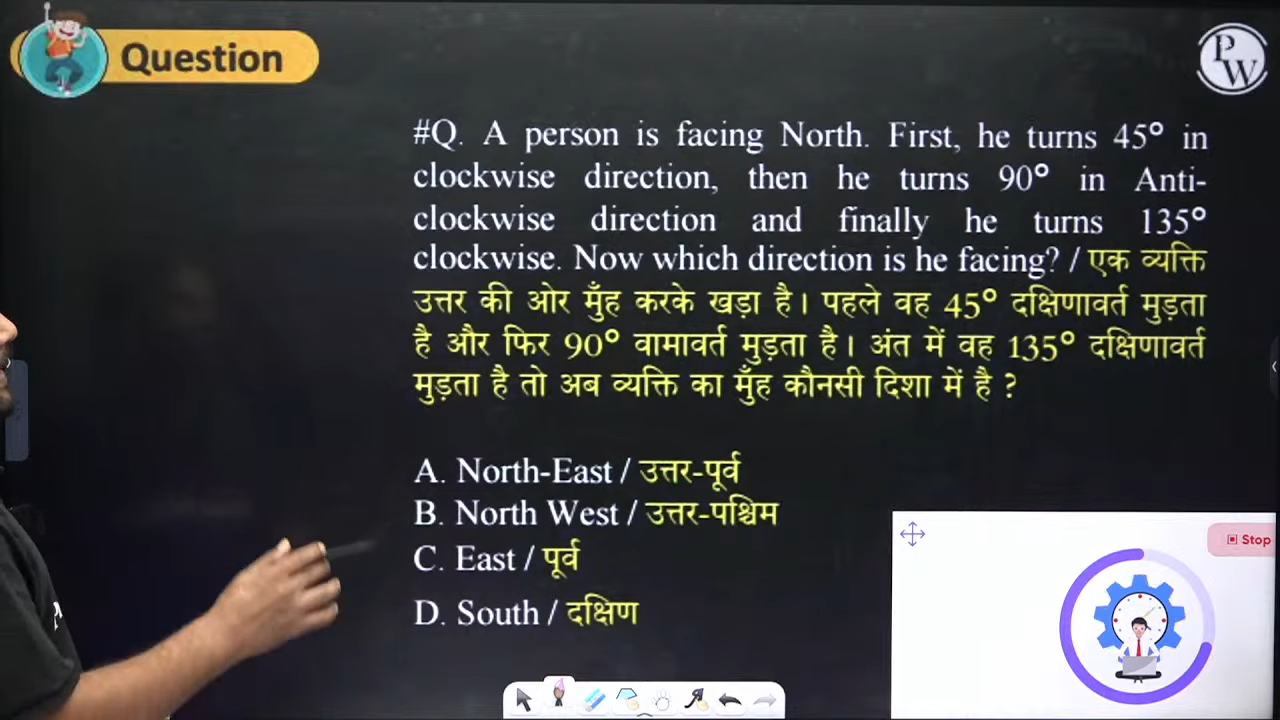 Question
PW
#Q. A person is facing North. First, he turns 45° in
clockwise direction, then he turns 90° in Anti-
clockwise direction and finally he turns 135°
clockwise. Now which direction is he facing? / एक व्यक्ति
उत्तर की ओर मुँह करके खड़ा है। पहले वह 45° दक्षिणावर्त मुड़ता
है और फिर 90° वामावर्त मुड़ता है। अंत में वह 135° दक्षिणावर्त
मुड़ता है तो अब व्यक्ति का मुँह कौनसी दिशा में है ?
A. North-East / उत्तर-पूर्व
B. North West / उत्तर-पश्चिम
C. East / पूर्व
D. South / दक्षिण
Stop